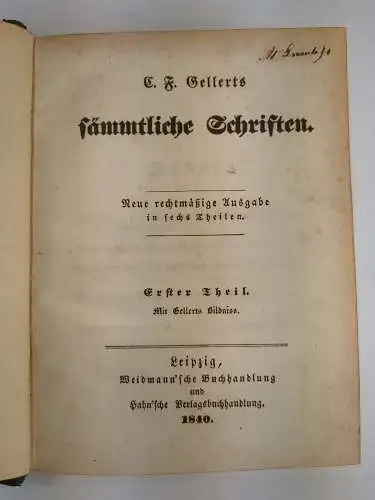 C. F. Gellerts
sämmtliche Schriften.
Neue rechtmäßige Ausgabe
in sechs Theilen.
Erster Theil.
Mit Gellerts Bildniss.
Leipzig,
Weidmann'sche Buchhandlung
und
Hahn'sche Verlagsbuchhandlung.
1840.